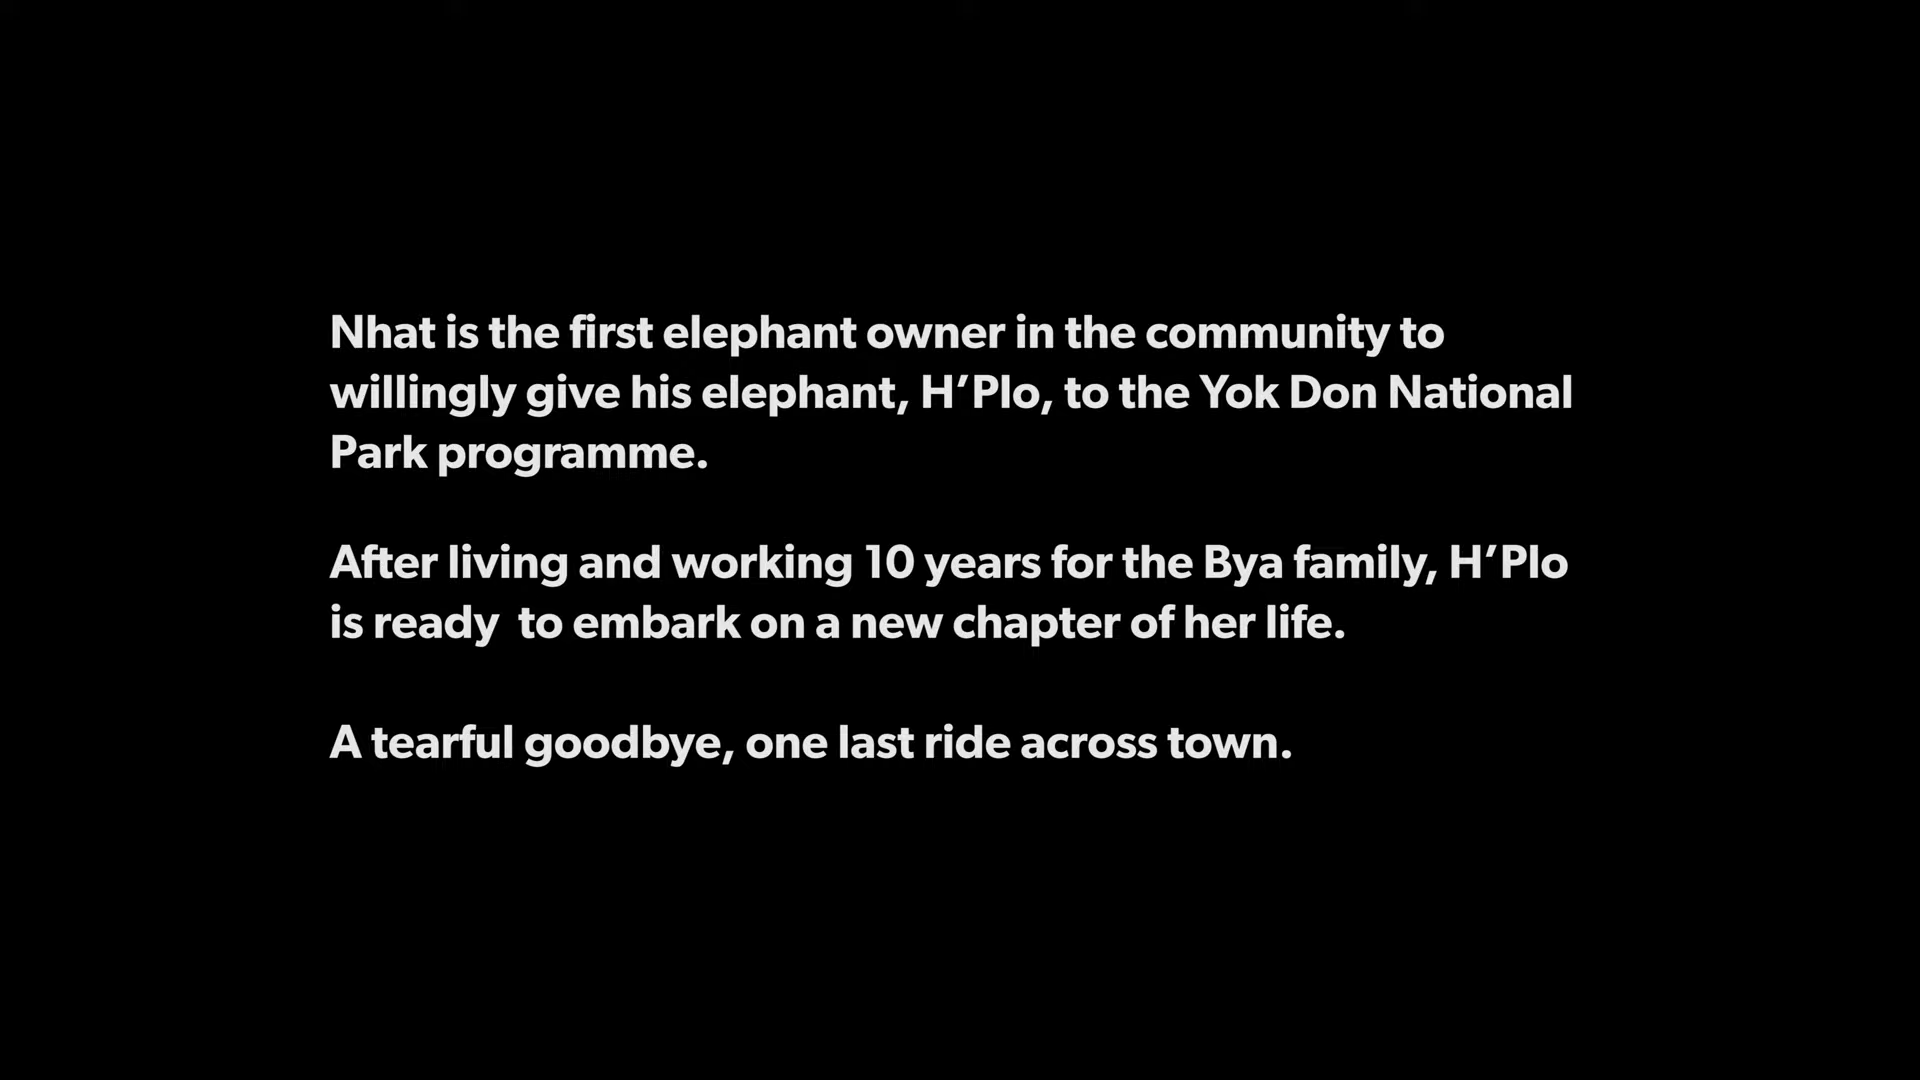 Nhat is the first elephant owner in the community to
willingly give his elephant, H’Plo, to the Yok Don National
Park programme.
After living and working 10 years for the Bya family, H’Plo
is ready  to embark on a new chapter of her life.
A tearful goodbye, one last ride across town.